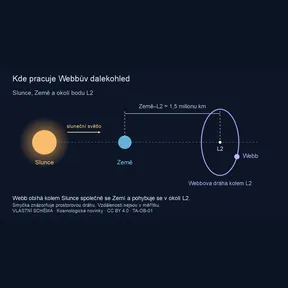 Kde pracuje Webbův dalekohled
Slunce, Země a okolí bodu L2
Země–L2 ≈ 1,5 milionu km
sluneční světlo
Slunce
Země
L2
Webb
Webbova dráha kolem L2
Webb obíhá kolem Slunce společně se Zemí a pohybuje se v okolí L2.
Smyčka znázorňuje prostorovou dráhu. Vzdálenosti nejsou v měřítku.
VLASTNÍ SCHÉMA · Kosmologické novinky · CC BY 4.0 · TA-OB-01